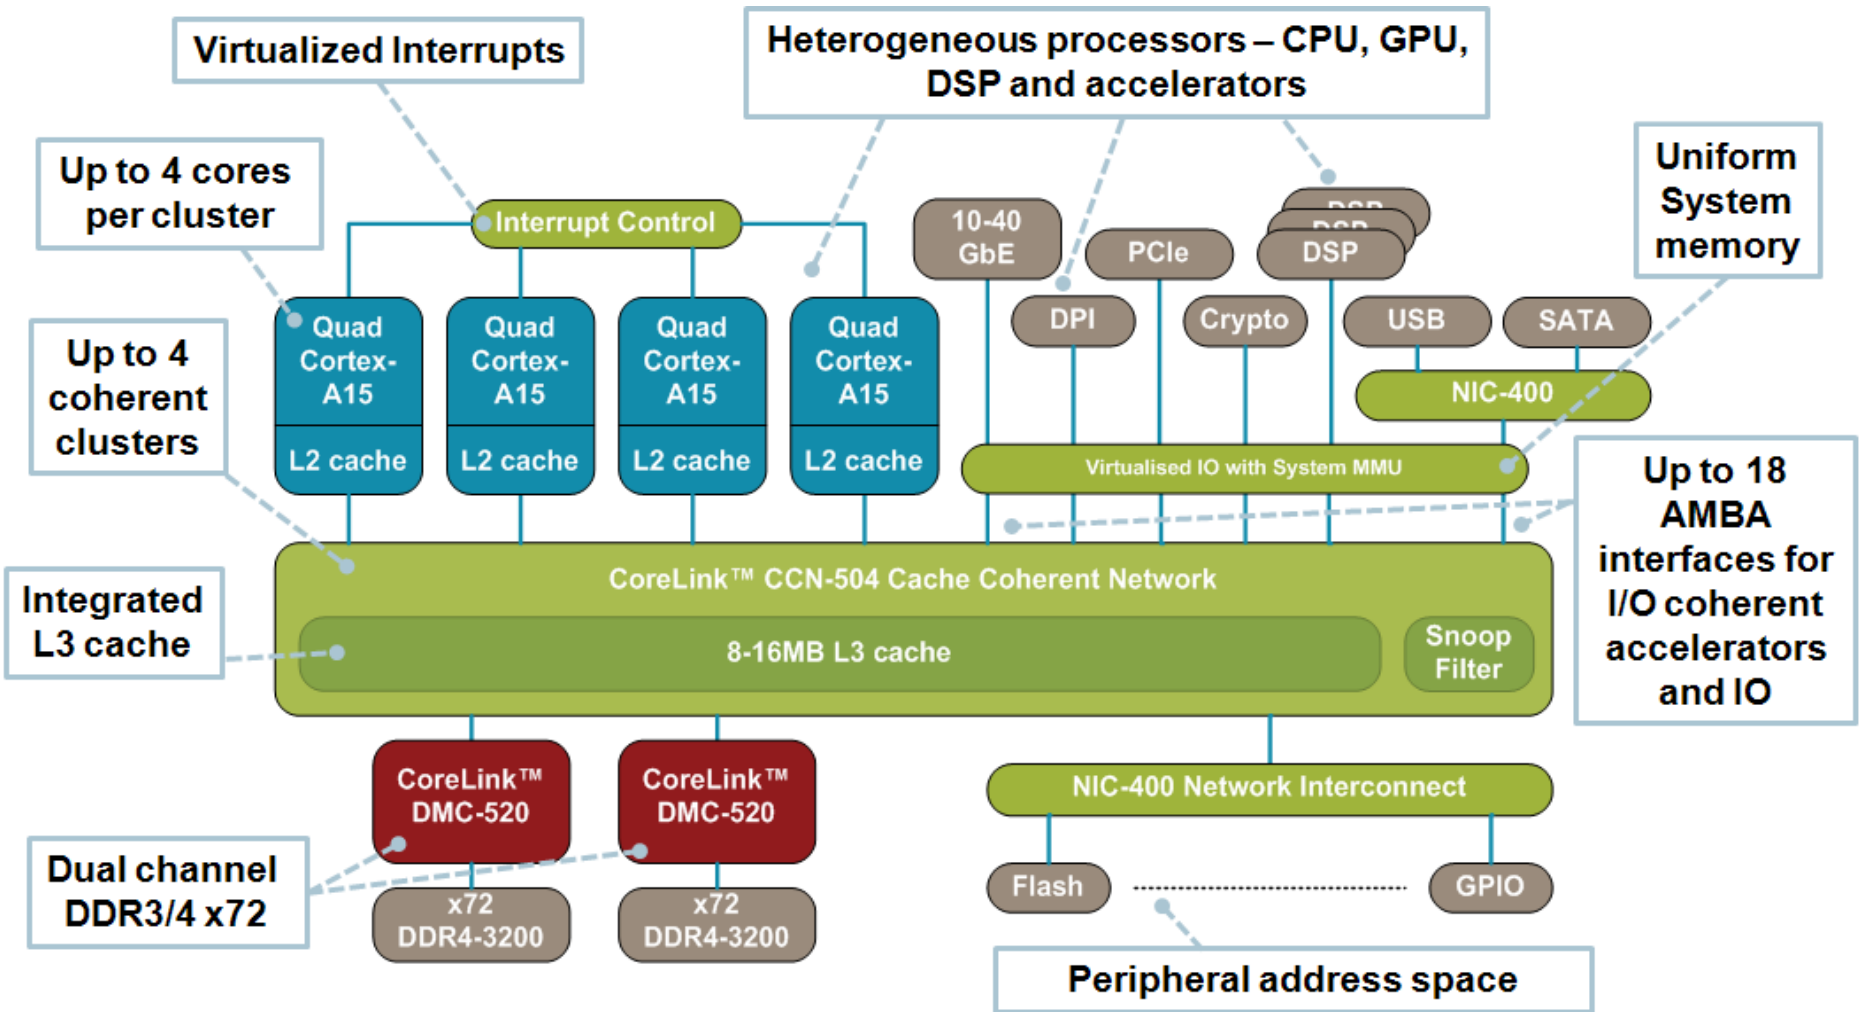 Virtualized Interrupts
Heterogeneous processors – CPU, GPU,
DSP and accelerators
Up to 4 cores
per cluster
Uniform
System
memory
Interrupt Control
10-40
GbE
PCIe
DSP
DSP
DSP
DPI
Crypto
USB
SATA
Quad
Cortex-
A15
L2 cache
Quad
Cortex-
A15
L2 cache
Quad
Cortex-
A15
L2 cache
Quad
Cortex-
A15
L2 cache
Up to 4
coherent
clusters
NIC-400
Virtualised IO with System MMU
Up to 18
AMBA
interfaces for
I/O coherent
accelerators
and IO
CoreLink™ CCN-504 Cache Coherent Network
Integrated
L3 cache
8-16MB L3 cache
Snoop
Filter
CoreLink™
DMC-520
CoreLink™
DMC-520
NIC-400 Network Interconnect
Dual channel
DDR3/4 x72
x72
DDR4-3200
x72
DDR4-3200
Flash
GPIO
Peripheral address space